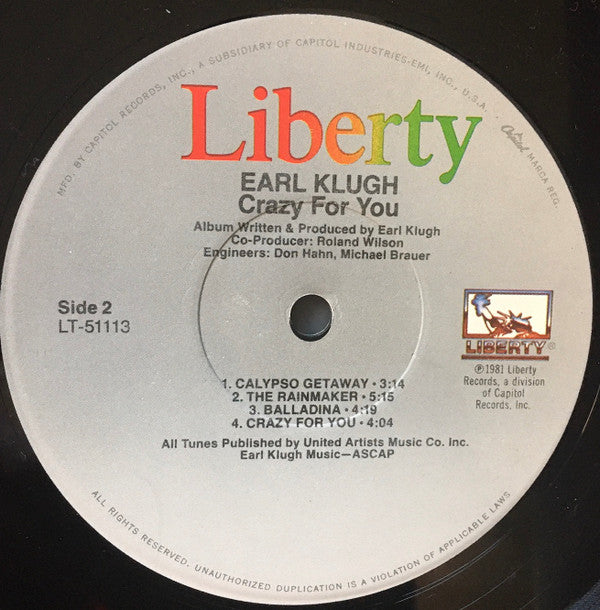 MFD. BY CAPITOL RECORDS, INC., A SUBSIDIARY OF CAPITOL INDUSTRIES-EMI, INC., U.S.A. . Capitol MARCA REG.
Liberty
EARL KLUGH
Crazy For You
Album Written & Produced by Earl Klugh
Co-Producer: Roland Wilson
Engineers: Don Hahn, Michael Brauer
Side 2
LT-51113
LIBERTY®
℗1981 Liberty
Records, a division
of Capitol
Records, Inc.
1. CALYPSO GETAWAY • 3:14
2. THE RAINMAKER • 5:15
3. BALLADINA • 4:19
4. CRAZY FOR YOU • 4:04
All Tunes Published by United Artists Music Co. Inc.
Earl Klugh Music—ASCAP
ALL RIGHTS RESERVED. UNAUTHORIZED DUPLICATION IS A VIOLATION OF APPLICABLE LAWS